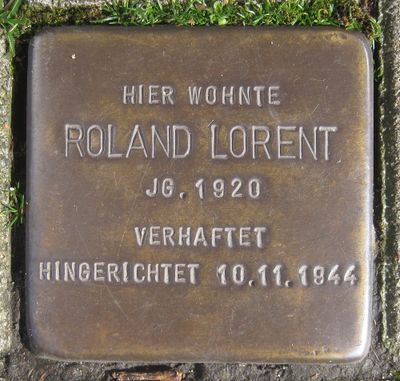 HIER WOHNTE
ROLAND LORENT
JG. 1920
VERHAFTET
HINGERICHTET 10.11.1944